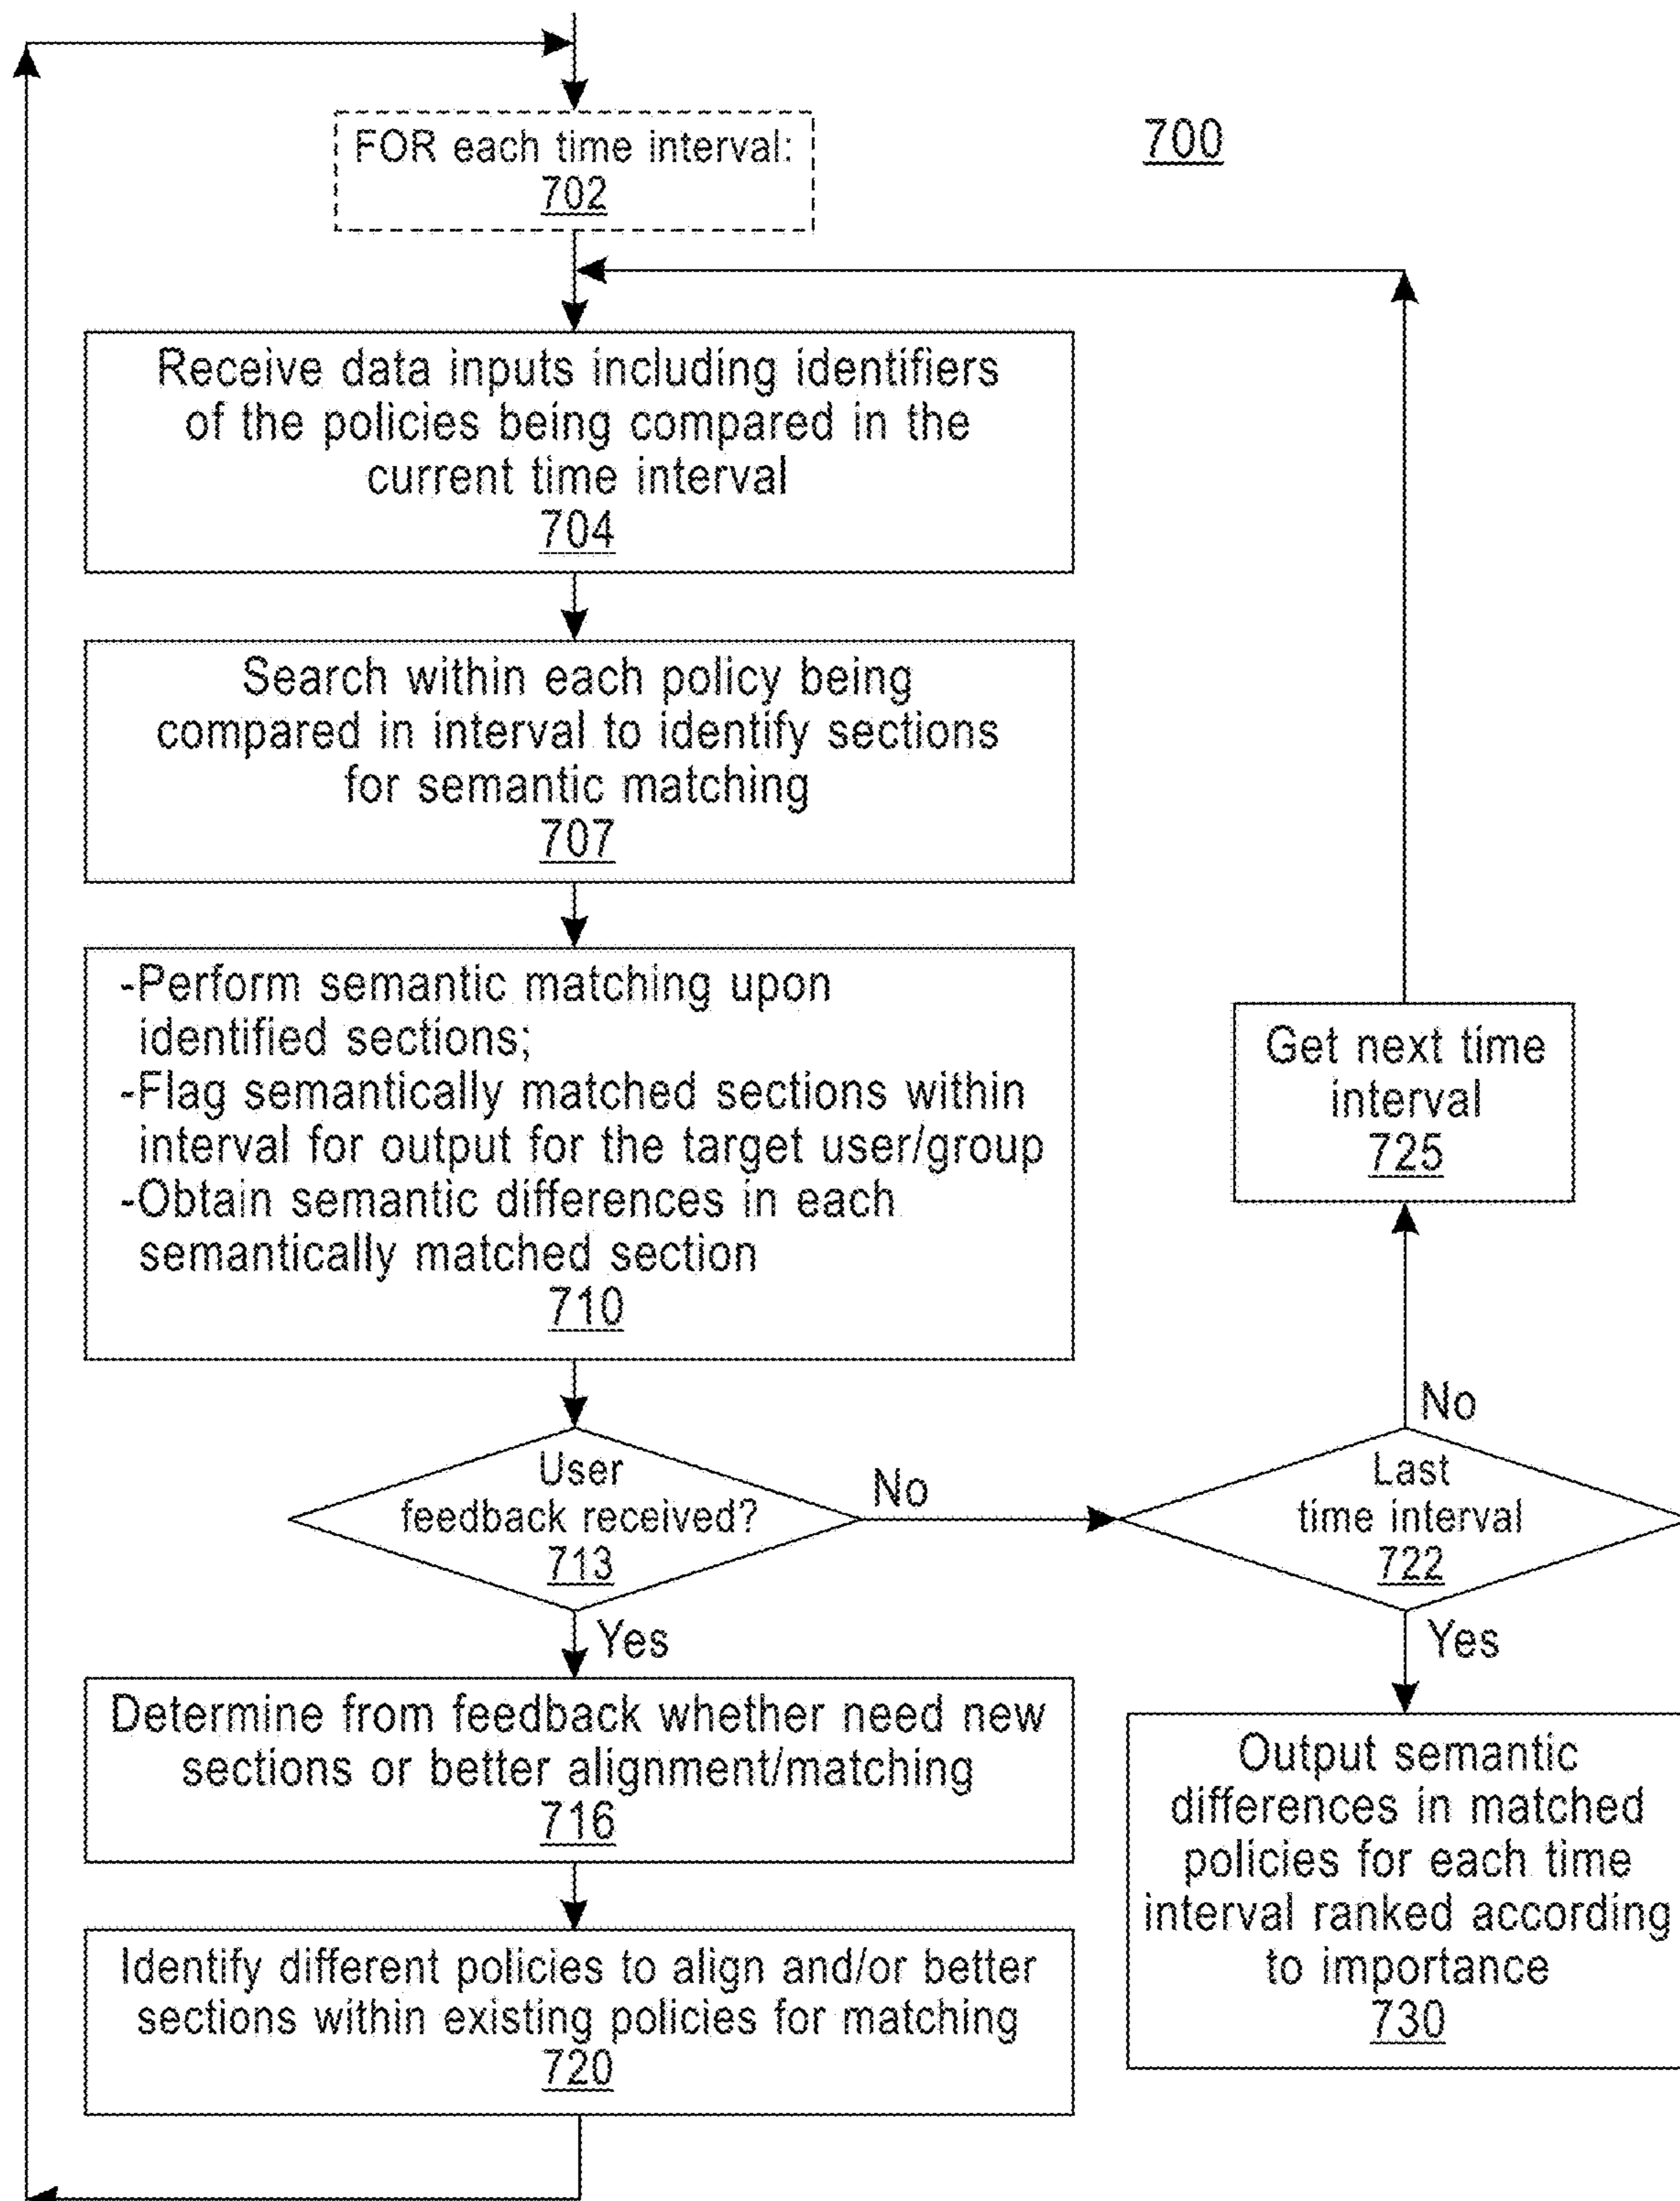 FOR each time interval:
702
700
Receive data inputs including identifiers
of the policies being compared in the
current time interval
704
Search within each policy being
compared in interval to identify sections
for semantic matching
707
-Perform semantic matching upon
identified sections;
-Flag semantically matched sections within
interval for output for the target user/group
-Obtain semantic differences in each
semantically matched section
710
Get next time
interval
725
No
User
feedback received?
713
No
Last
time interval
722
Yes
Yes
Determine from feedback whether need new
sections or better alignment/matching
716
Output semantic
differences in matched
policies for each time
interval ranked according
to importance
730
Identify different policies to align and/or better
sections within existing policies for matching
720